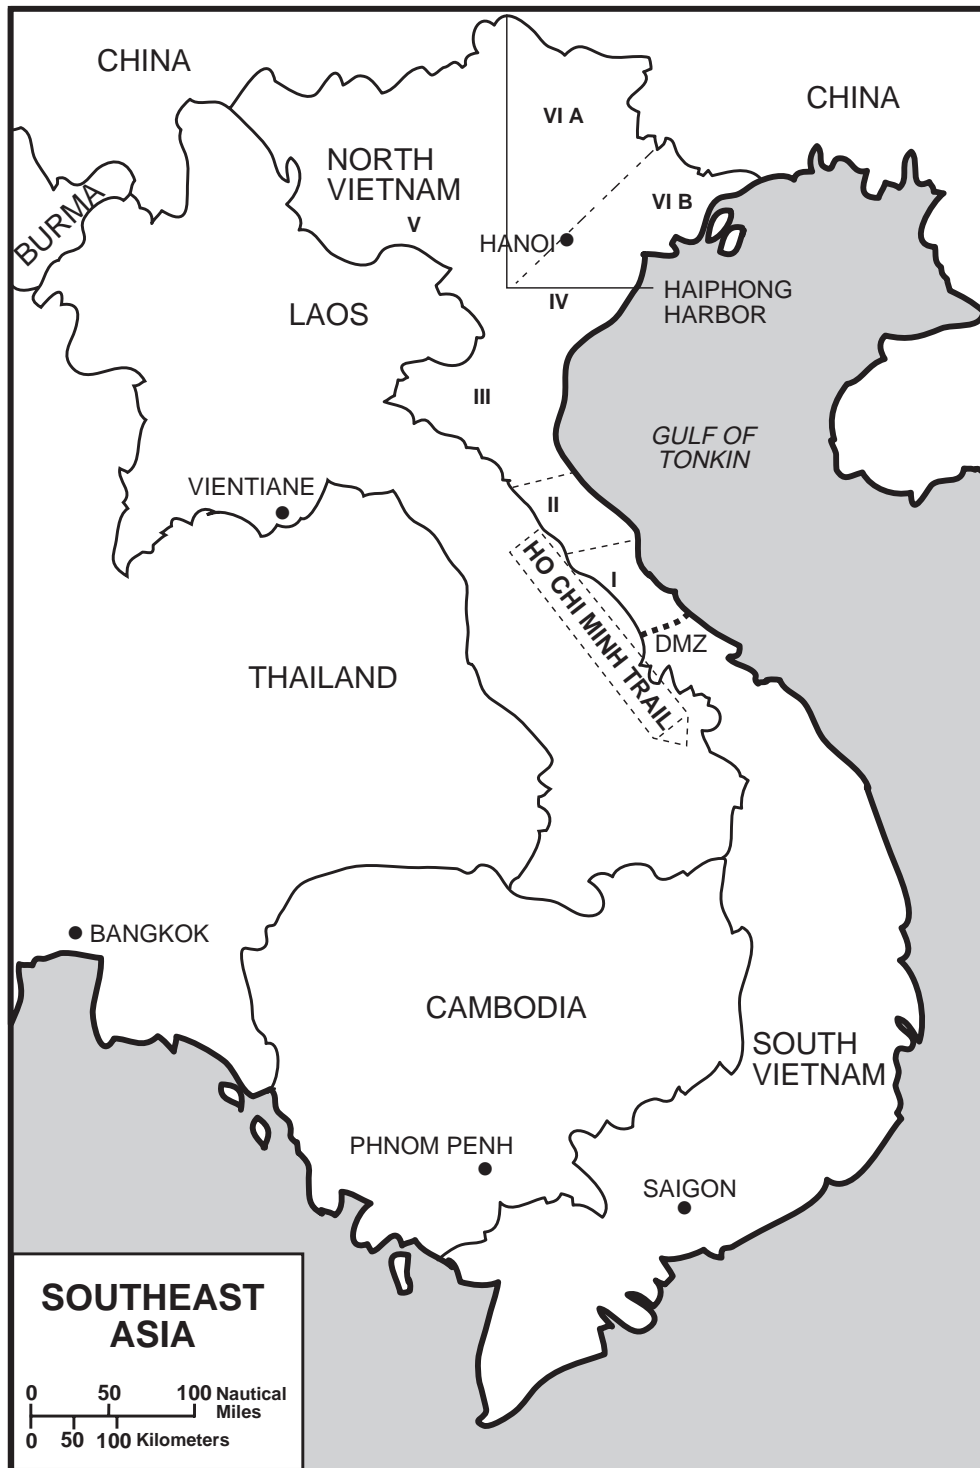 CHINA
CHINA
VI A
NORTH
VIETNAM
V
VI B
BURMA
HANOI
HAIPHONG
HARBOR
IV
LAOS
III
GULF OF
TONKIN
VIENTIANE
II
I
HO CHI MINH TRAIL
DMZ
THAILAND
BANGKOK
CAMBODIA
SOUTH
VIETNAM
PHNOM PENH
SAIGON
SOUTHEAST
ASIA
0 50 100 Nautical
Miles
0 50 100 Kilometers